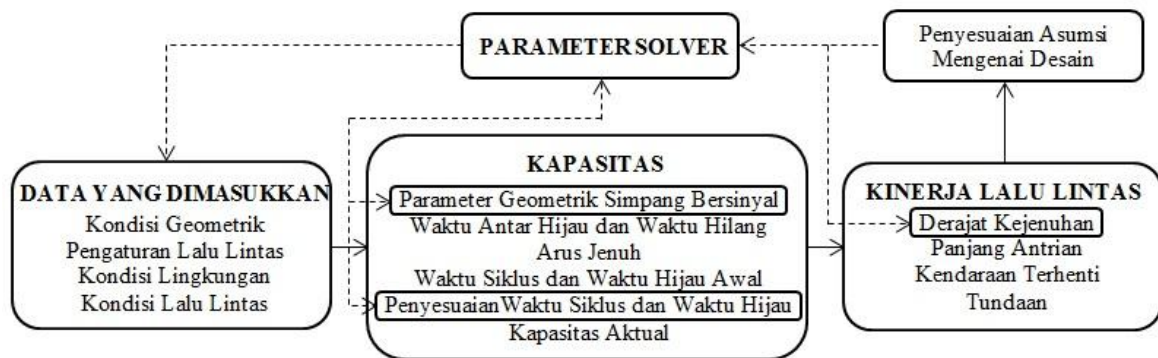 PARAMETER SOLVER
Penyesuaian Asumsi
Mengenai Desain
DATA YANG DIMASUKKAN
Kondisi Geometrik
Pengaturan Lalu Lintas
Kondisi Lingkungan
Kondisi Lalu Lintas
KAPASITAS
Parameter Geometrik Simpang Bersinyal
Waktu Antar Hijau dan Waktu Hilang
Arus Jenuh
Waktu Siklus dan Waktu Hijau Awal
Penyesuaian Waktu Siklus dan Waktu Hijau
Kapasitas Aktual
KINERJA LALU LINTAS
Derajat Kejenuhan
Panjang Antrian
Kendaraan Terhenti
Tundaan